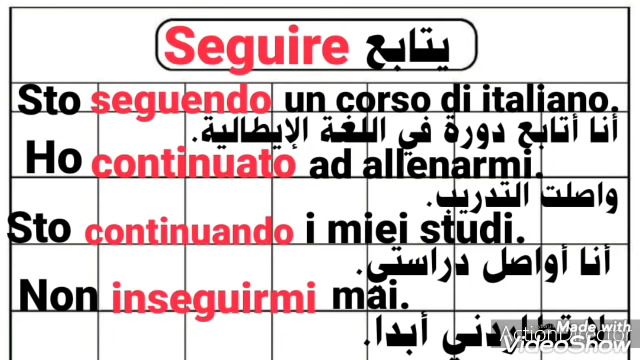 Seguire يتابع
Sto seguendo un corso di italiano.
أنا أتابع دورة في اللغة الإيطالية.
Ho continuato ad allenarmi.
واصلت التدريب.
Sto continuando i miei studi.
أنا أواصل دراستي.
Non inseguirmi mai.
أبدا.
Made with
ActionDirector
VideoShow